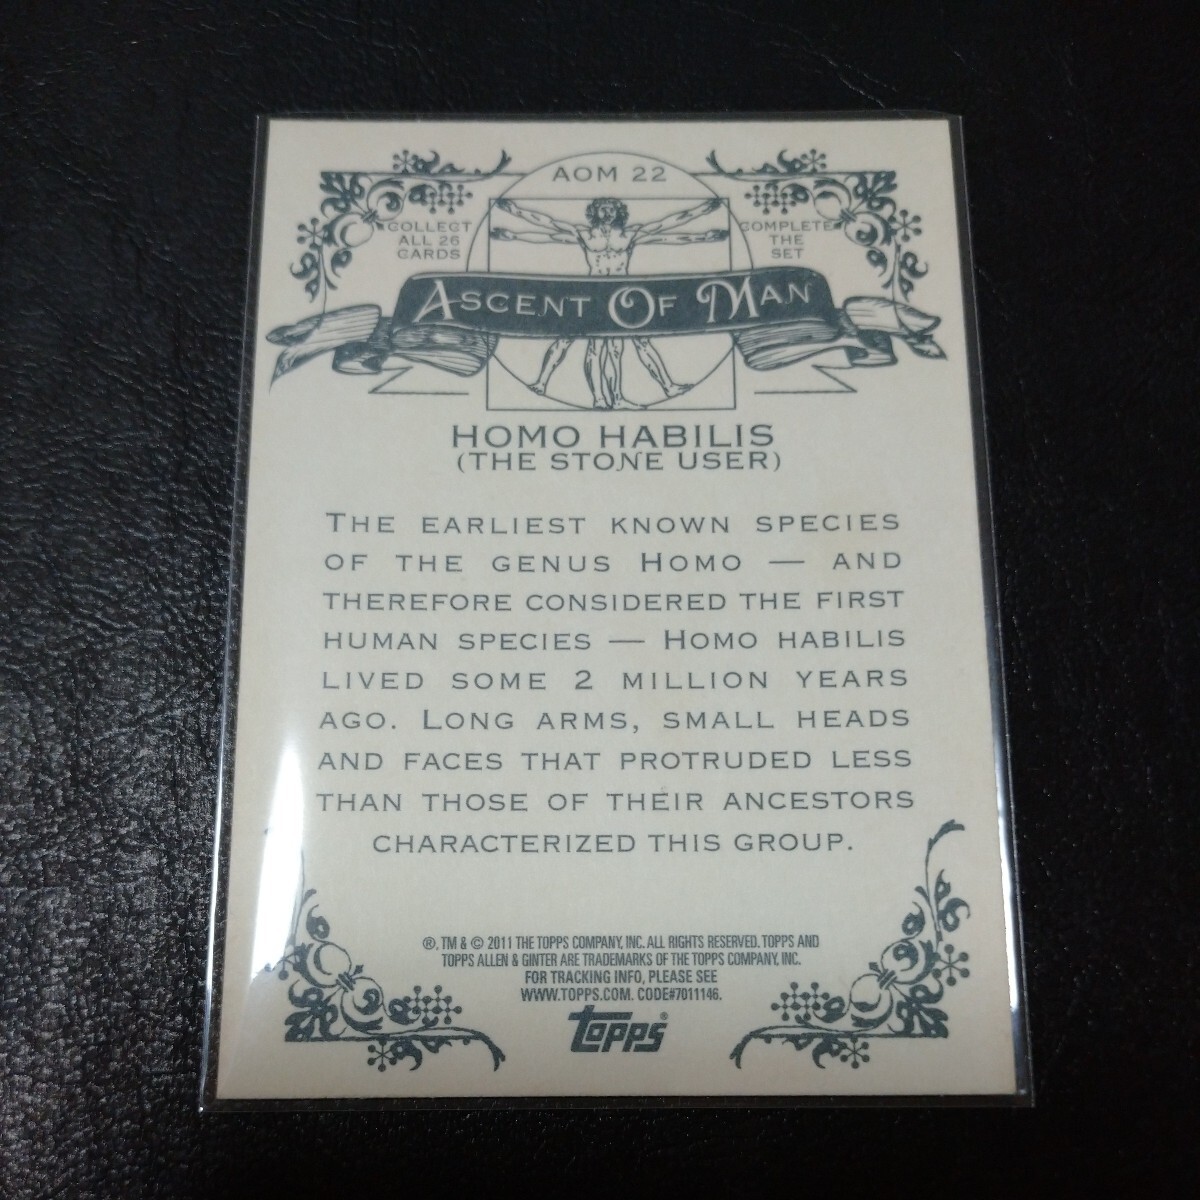 AOM 22
COLLECT
ALL 26
CARDS
COMPLETE
THE
SET
ASCENT OF MAN
HOMO HABILIS
(THE STONE USER)
THE EARLIEST KNOWN SPECIES
OF THE GENUS HOMO — AND
THEREFORE CONSIDERED THE FIRST
HUMAN SPECIES — HOMO HABILIS
LIVED SOME 2 MILLION YEARS
AGO. LONG ARMS, SMALL HEADS
AND FACES THAT PROTRUDED LESS
THAN THOSE OF THEIR ANCESTORS
CHARACTERIZED THIS GROUP.
®, TM & © 2011 THE TOPPS COMPANY, INC. ALL RIGHTS RESERVED. TOPPS AND
TOPPS ALLEN & GINTER ARE TRADEMARKS OF THE TOPPS COMPANY, INC.
FOR TRACKING INFO, PLEASE SEE
WWW.TOPPS.COM. CODE#7011146.
topps®